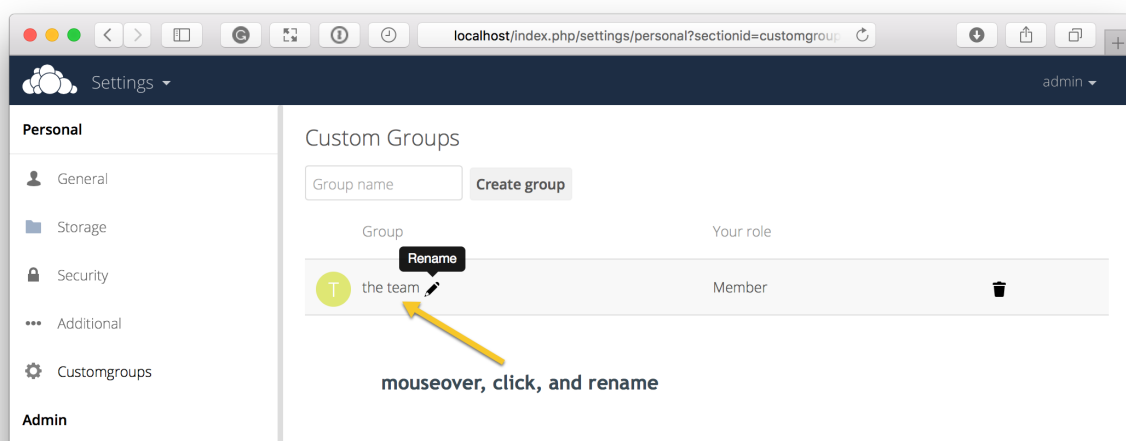 localhost/index.php/settings/personal?sectionid=customgroup
Settings
admin
Personal
General
Storage
Security
Additional
Customgroups
Admin
Custom Groups
Group name
Create group
Group
Your role
Rename
T
the team
Member
mouseover, click, and rename